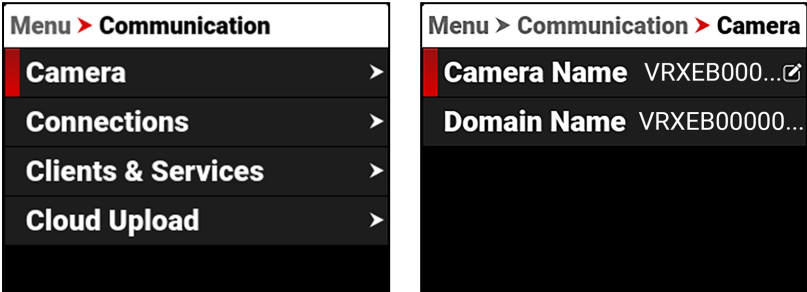 Menu > Communication
Camera
Connections
Clients & Services
Cloud Upload
Menu > Communication > Camera
Camera Name VRXEB000...
Domain Name VRXEB00000...